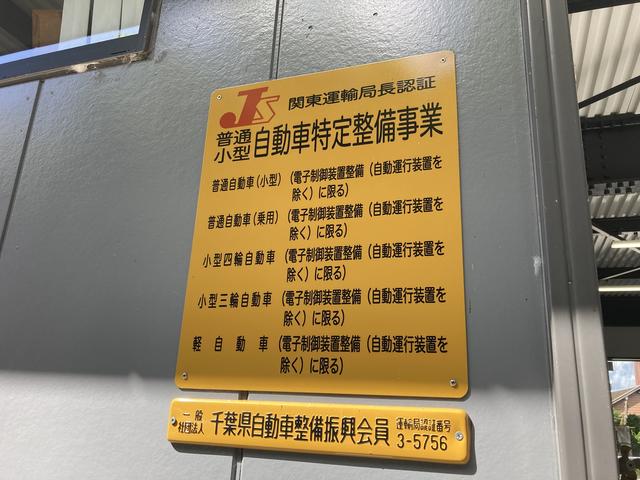 JS 関東運輸局長認証
普通
小型 自動車特定整備事業
普通自動車(小型) (電子制御装置整備(自動運行装置を
除く)に限る)
普通自動車(乗用) (電子制御装置整備(自動運行装置を
除く)に限る)
小型四輪自動車 (電子制御装置整備(自動運行装置を
除く)に限る)
小型三輪自動車 (電子制御装置整備(自動運行装置を
除く)に限る)
軽自動車 (電子制御装置整備(自動運行装置を
除く)に限る)
一般
社団法人 千葉県自動車整備振興会会員 運輸局認証番号
3-5756